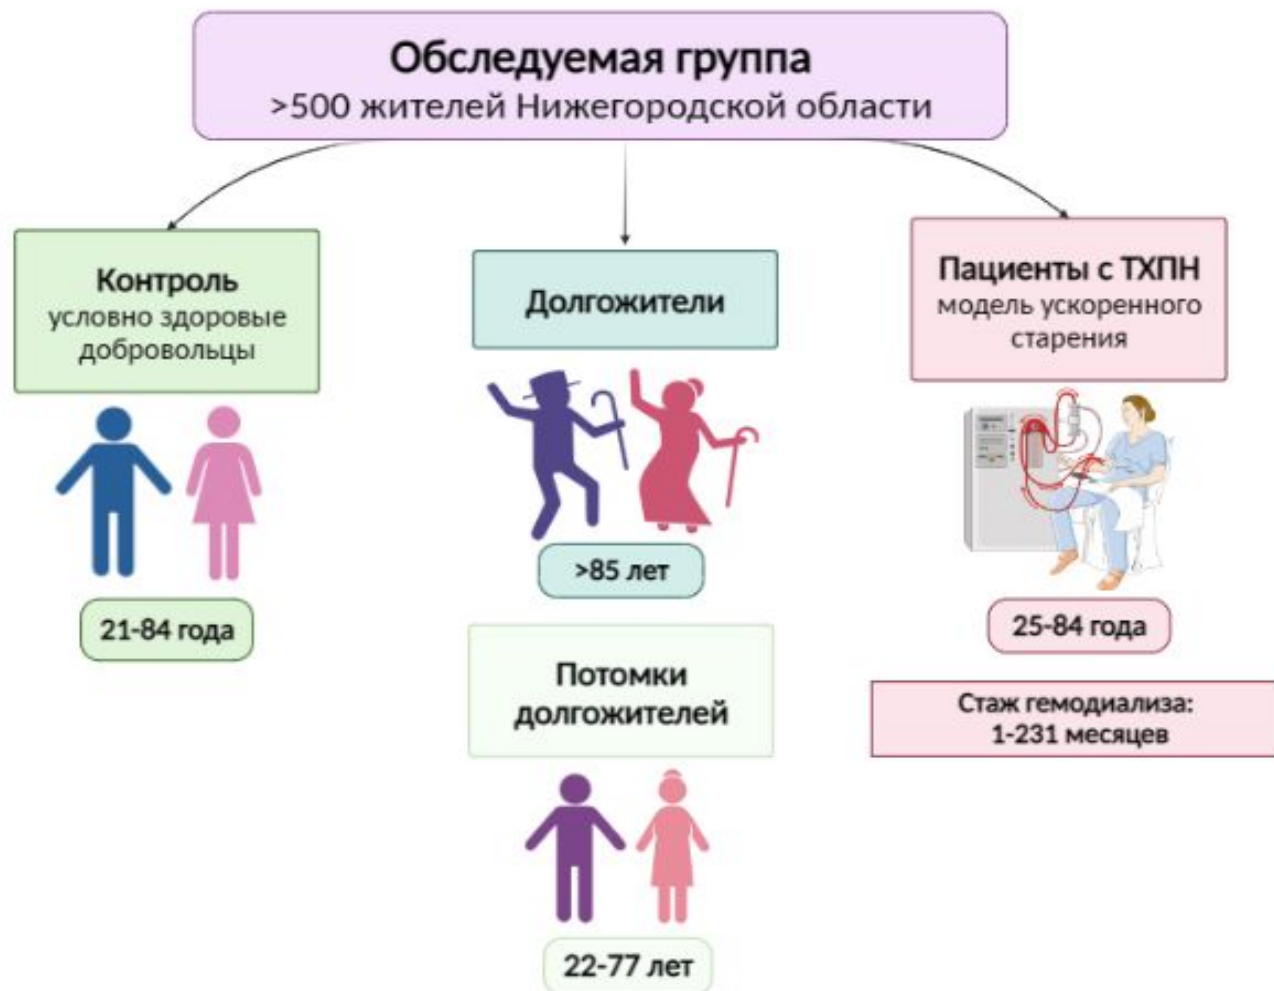 Обследуемая группа
>500 жителей Нижегородской области
Контроль
условно здоровые
добровольцы
21-84 года
Долгожители
>85 лет
Потомки
долгожителей
22-77 лет
Пациенты с ТХПН
модель ускоренного
старения
25-84 года
Стаж гемодиализа:
1-231 месяцев